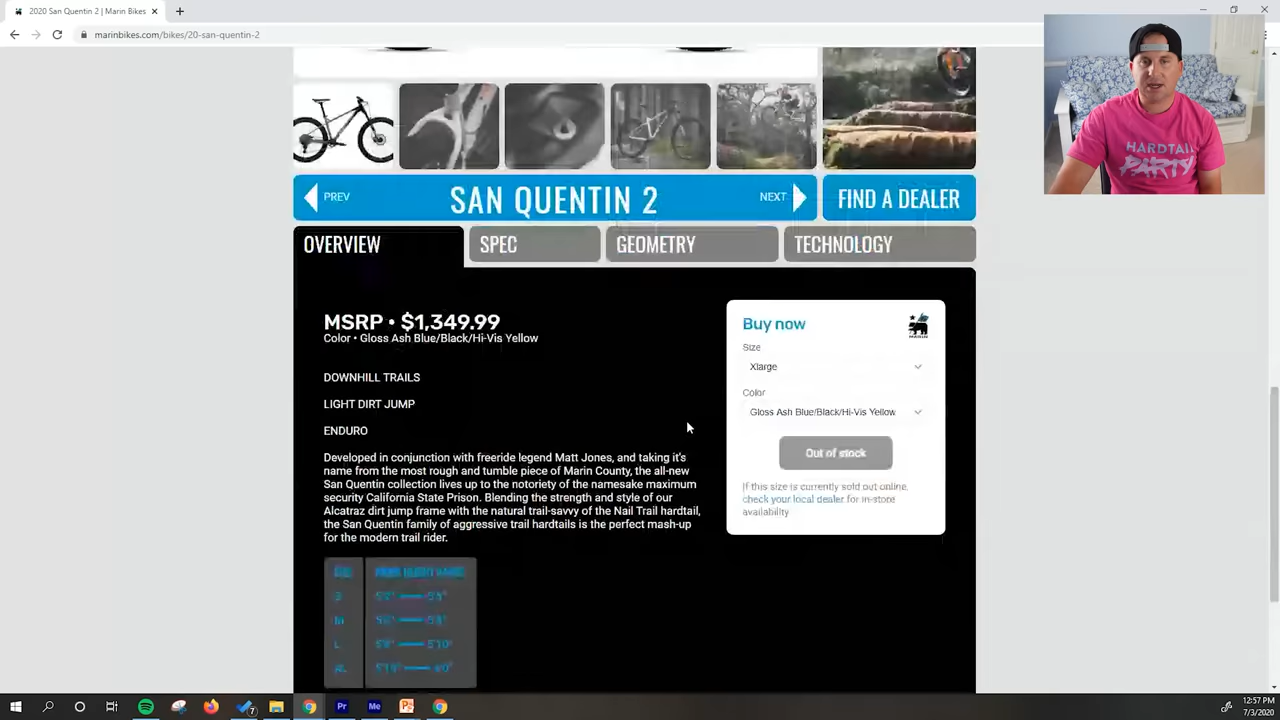 2020 San Quentin 2 | Marin Bikes
marinbikes.com/bikes/20-san-quentin-2
HARDTAIL
PARTY
PREV
SAN QUENTIN 2
NEXT
FIND A DEALER
OVERVIEW
SPEC
GEOMETRY
TECHNOLOGY
MSRP • $1,349.99
Color • Gloss Ash Blue/Black/Hi-Vis Yellow
DOWNHILL TRAILS
LIGHT DIRT JUMP
ENDURO
Developed in conjunction with freeride legend Matt Jones, and taking it's
name from the most rough and tumble piece of Marin County, the all-new
San Quentin collection lives up to the notoriety of the namesake maximum
security California State Prison. Blending the strength and style of our
Alcatraz dirt jump frame with the natural trail-savvy of the Nail Trail hardtail,
the San Quentin family of aggressive trail hardtails is the perfect mash-up
for the modern trail rider.
Buy now
Size
Xlarge
Color
Gloss Ash Blue/Black/Hi-Vis Yellow
Out of stock
If this size is currently sold out online,
check your local dealer for in-store
availability
S
M
L
XL
12:57 PM
7/3/2020